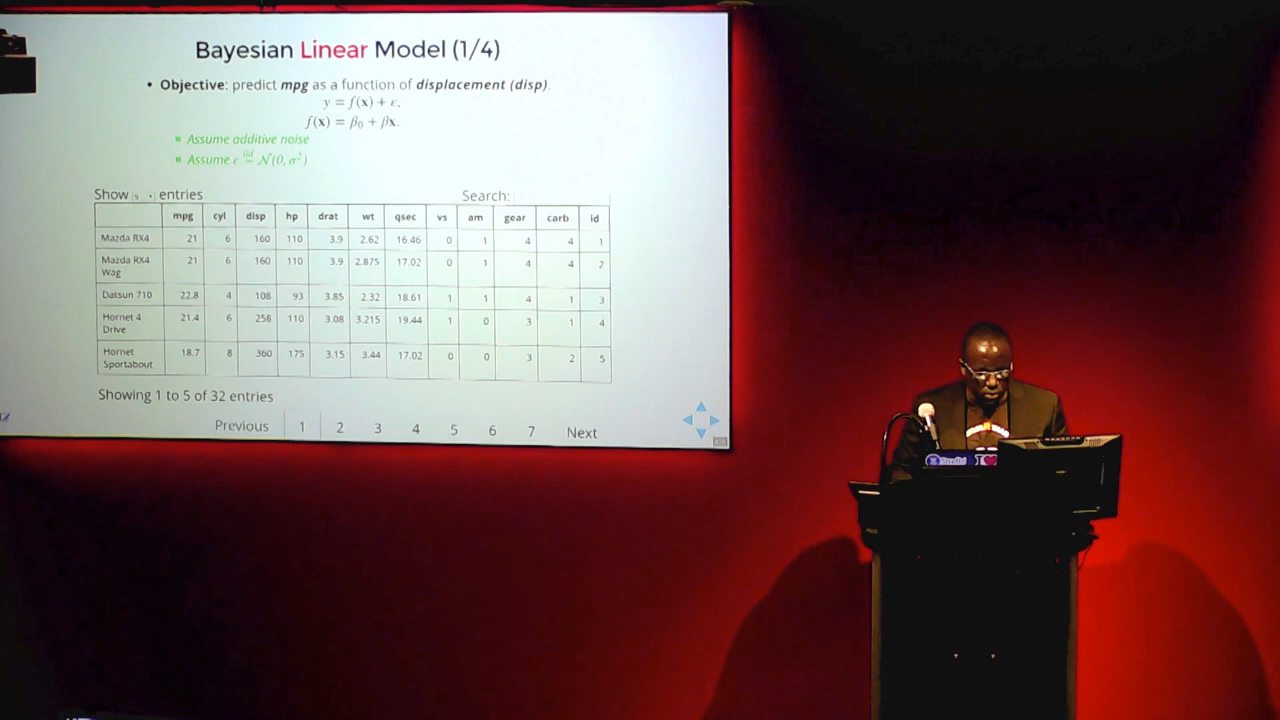 Bayesian Linear Model (1/4)
• Objective: predict mpg as a function of displacement (disp).
y = f(x) + ε,
f(x) = β₀ + βx.
Assume additive noise
Assume ε iid ~ N(0, σ²)
Show 5 entries Search:
mpg cyl disp hp drat wt qsec vs am gear carb id
Mazda RX4 21 6 160 110 3.9 2.62 16.46 0 1 4 4 1
Mazda RX4 Wag 21 6 160 110 3.9 2.875 17.02 0 1 4 4 2
Datsun 710 22.8 4 108 93 3.85 2.32 18.61 1 1 4 1 3
Hornet 4 Drive 21.4 6 258 110 3.08 3.215 19.44 1 0 3 1 4
Hornet Sportabout 18.7 8 360 175 3.15 3.44 17.02 0 0 3 2 5
Showing 1 to 5 of 32 entries
Previous 1 2 3 4 5 6 7 Next
I